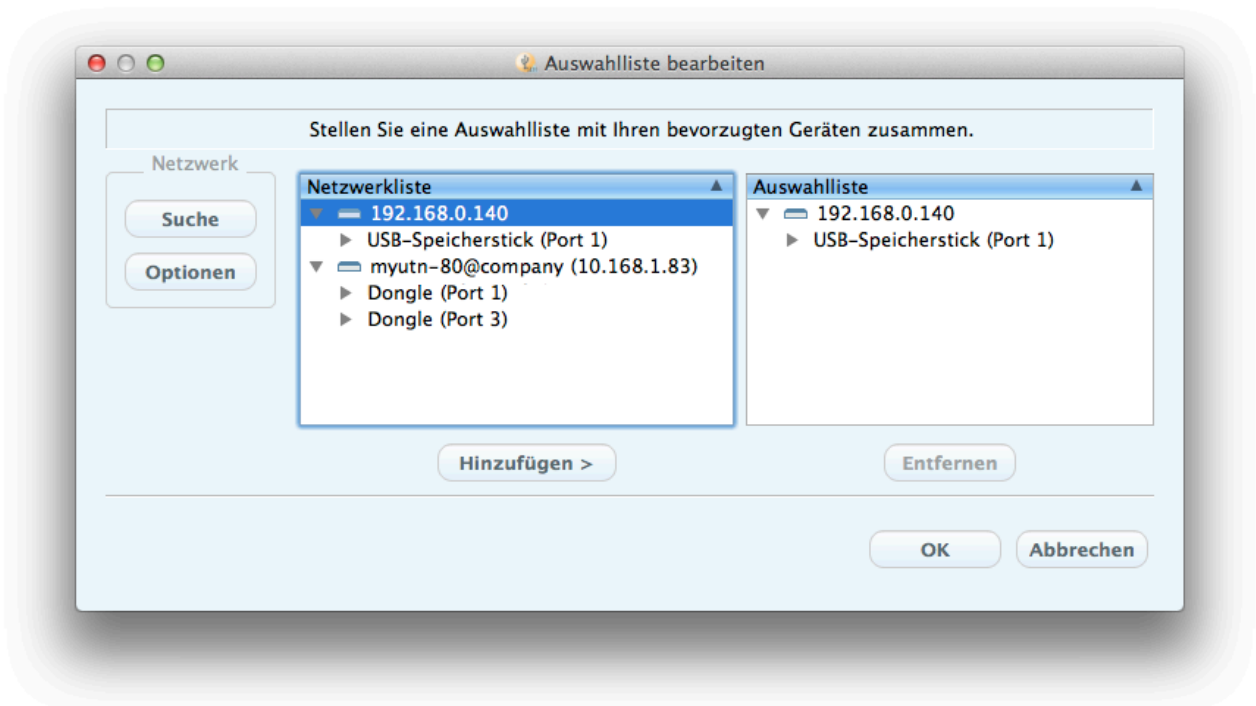 Auswahlliste bearbeiten
Stellen Sie eine Auswahlliste mit Ihren bevorzugten Geräten zusammen.
Netzwerk
Suche
Optionen
Netzwerkliste
192.168.0.140
USB-Speicherstick (Port 1)
myutn-80@company (10.168.1.83)
Dongle (Port 1)
Dongle (Port 3)
Hinzufügen >
Auswahlliste
192.168.0.140
USB-Speicherstick (Port 1)
Entfernen
OK
Abbrechen